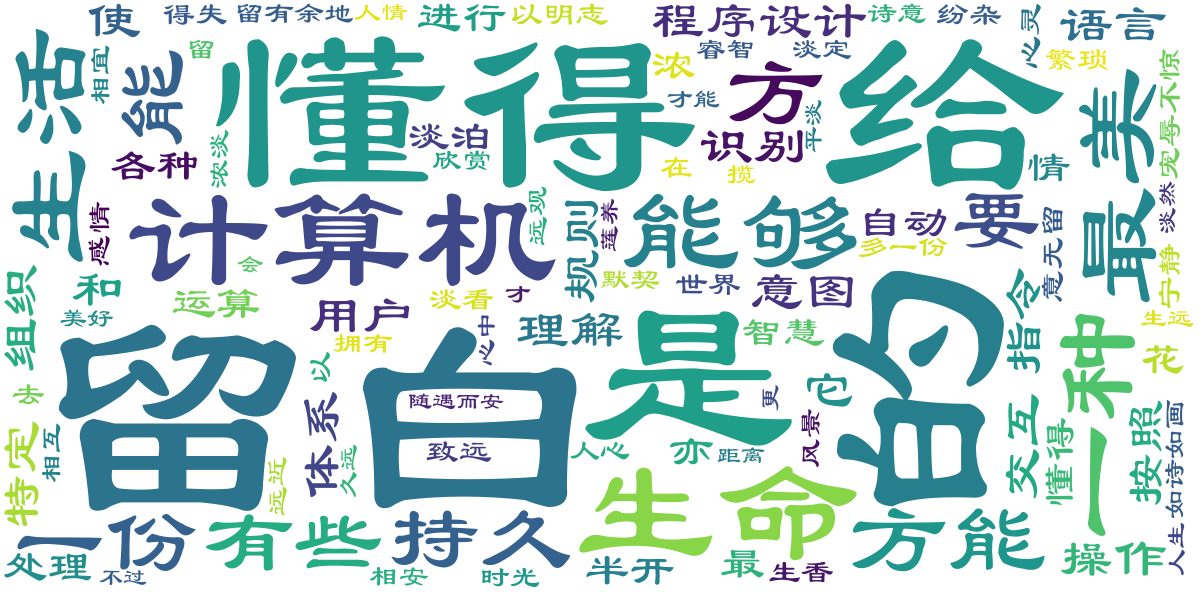 使
得失
留有余地
人情
进行
以明志
程序设计
诗意
纷杂
语言
生活
相宜
能
留
懂得
浓
睿智
淡定
心灵
繁琐
方
才能
平淡
给
美
宠辱不惊
各种
浓淡
淡泊
欣赏
识别
在
揽
情
感情
计算机
远观
规则
莲养
能够
自动
多一份
要
意无留
最
淡然
宁静
组织
和
会
运算
美好
用户
淡看
才
默契
世界
意图
指令
生远
去
留白
拥有
心中
理解
是
智慧
的
它
一种
花
以
体系
随遇而安
致远
更
风景
人心
亦
距离
交互
懂得
按照
如诗如画
特定
相互
远近
久远
一份
有些
持久
生命
方能
人生
处理
不过
相安
时光
半开
最
生香
操作